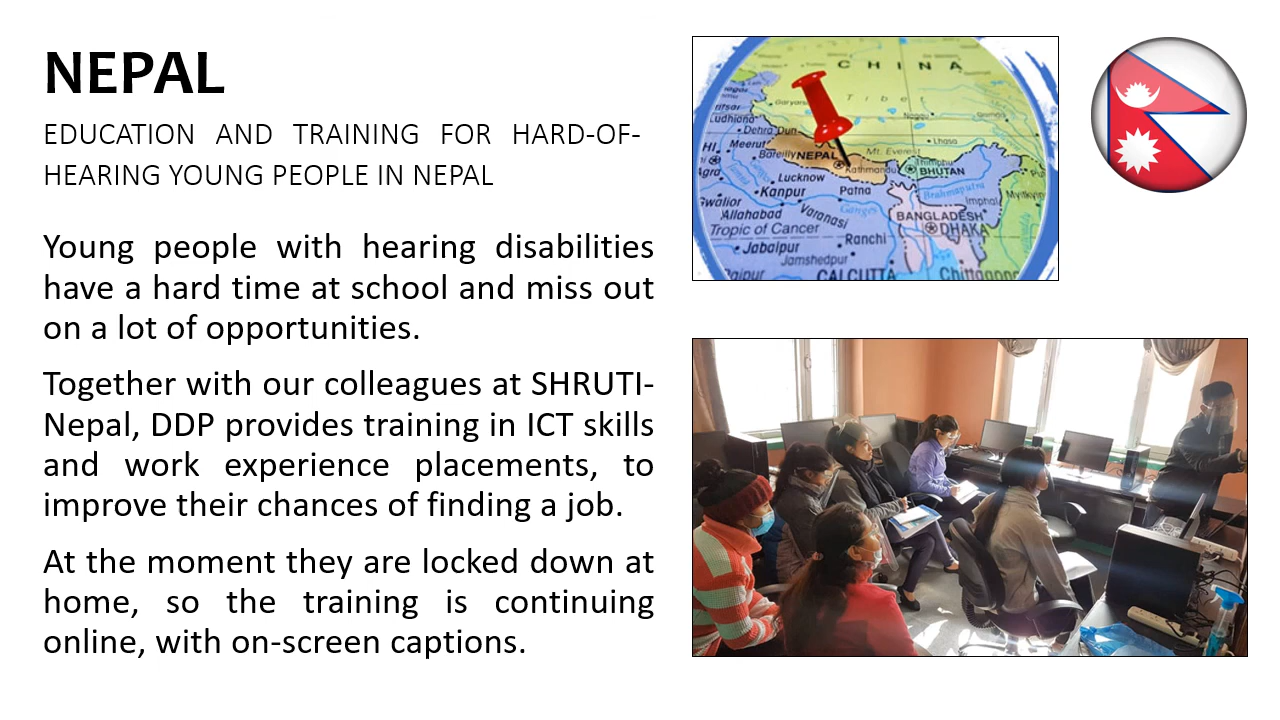 NEPAL
EDUCATION AND TRAINING FOR HARD-OF-
HEARING YOUNG PEOPLE IN NEPAL
Young people with hearing disabilities
have a hard time at school and miss out
on a lot of opportunities.
Together with our colleagues at SHRUTI-
Nepal, DDP provides training in ICT skills
and work experience placements, to
improve their chances of finding a job.
At the moment they are locked down at
home, so the training is continuing
online, with on-screen captions.
CHINA
Tibet
Ludhiana
Dehra Dun
Lhasa
Meerut
Mt. Everest
Bareilly
NEPAL
Kathmandu
Thimphu
BHUTAN
Lucknow
Kanpur
Patna
Brahmaputra
Imphal
Allahabad
Varanasi
Ganges
BANGLADESH
Tropic of Cancer
DHAKA
Jabalpur
Ranchi
Jamshedpur
CALCUTTA